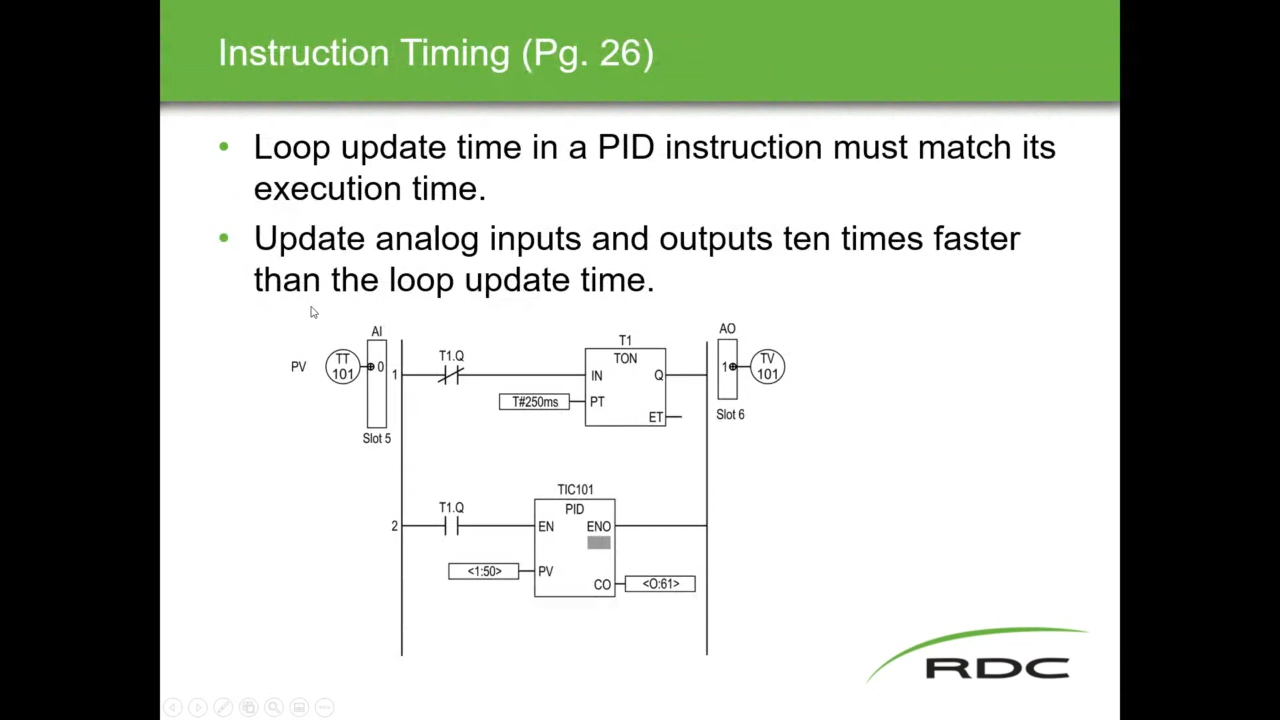 Instruction Timing (Pg. 26)
• Loop update time in a PID instruction must match its
execution time.
• Update analog inputs and outputs ten times faster
than the loop update time.
AI
PV
TT
101
0
Slot 5
1
T1.Q
T1
TON
IN
Q
T#250ms
PT
ET
AO
1
TV
101
Slot 6
2
T1.Q
TIC101
PID
EN
ENO
<1:50>
PV
CO
<O:61>
RDC